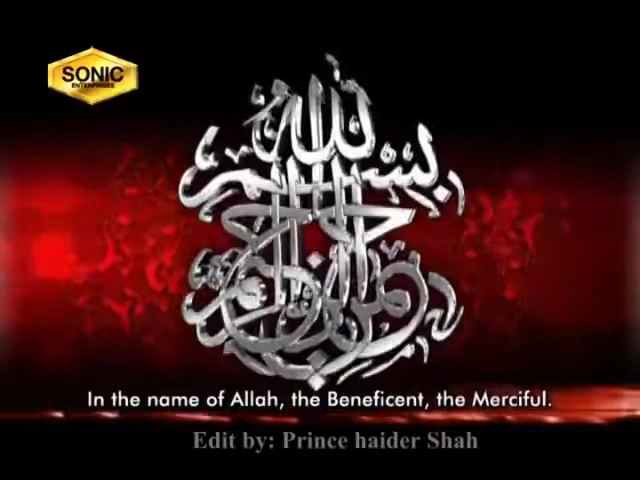 SONIC
ENTERPRISES
بسم الله
الرحمن الرحيم
In the name of Allah, the Beneficent, the Merciful.
Edit by: Prince haider Shah